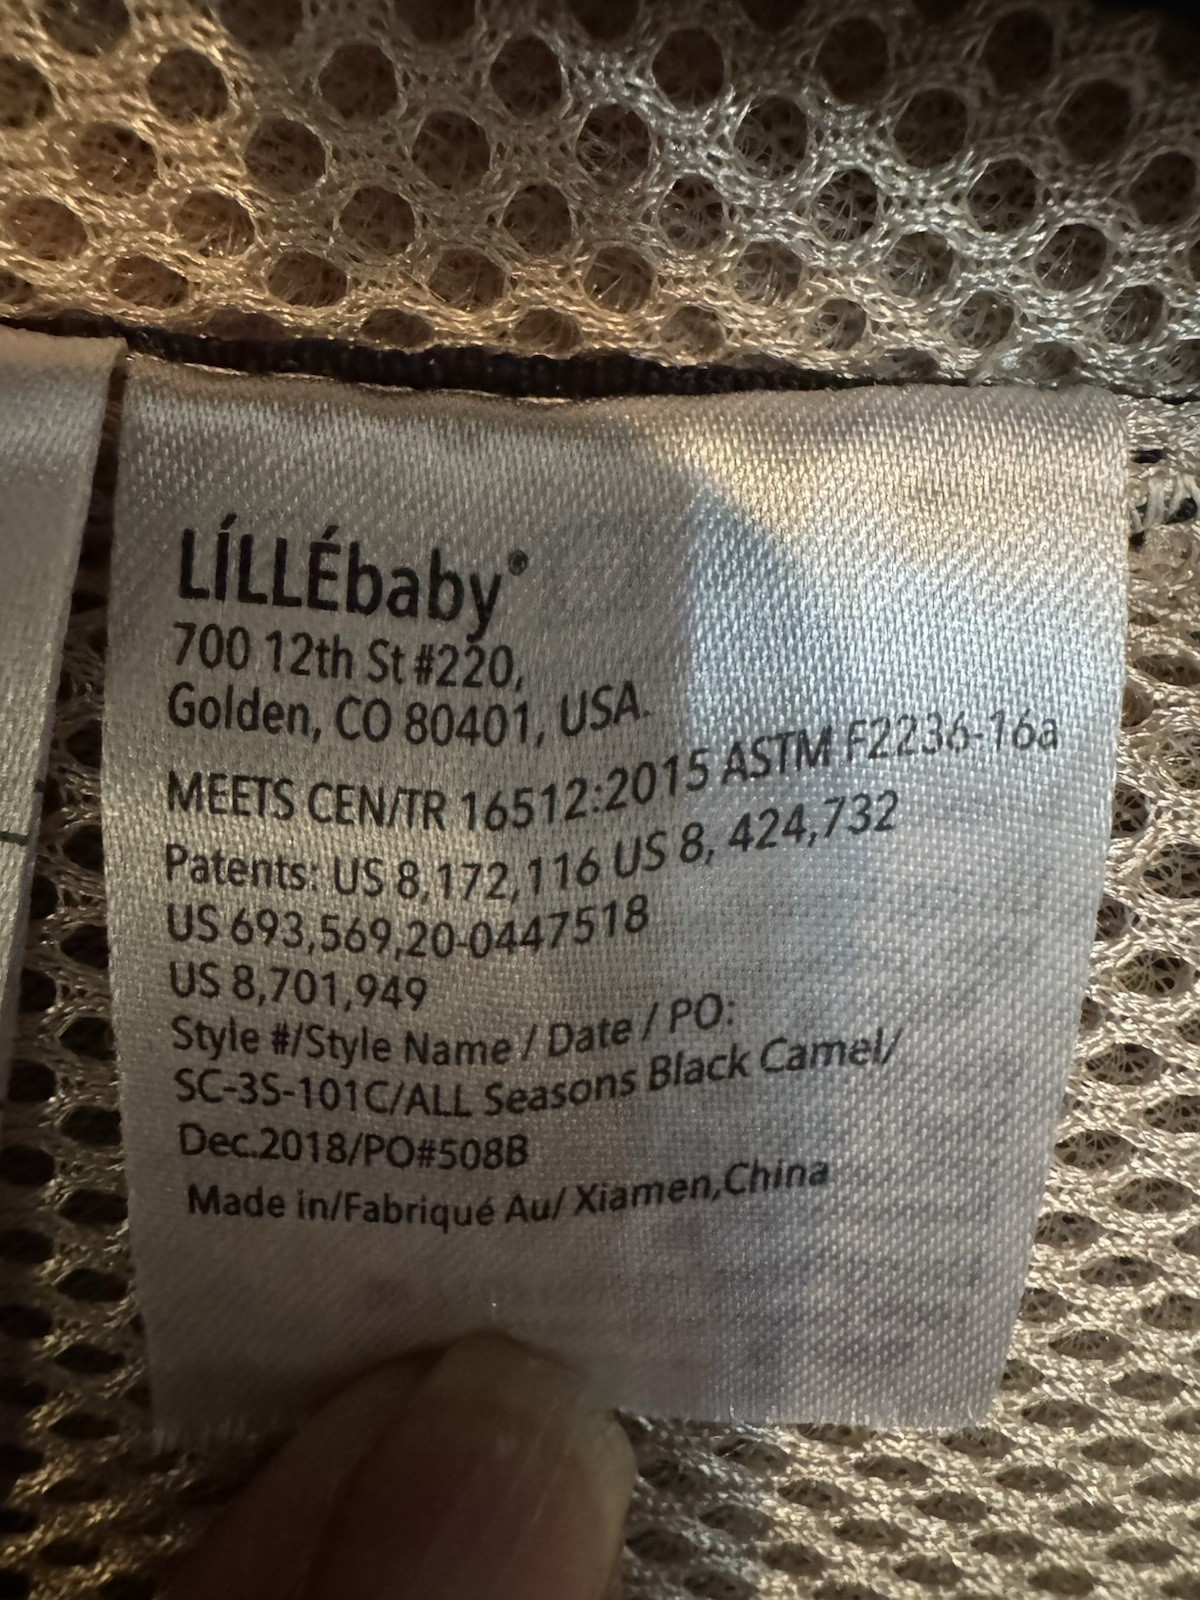 LÍLLÉbaby®
700 12th St #220,
Golden, CO 80401, USA.
MEETS CEN/TR 16512:2015 ASTM F2236-16a
Patents: US 8,172,116 US 8, 424,732
US 693,569,20-0447518
US 8,701,949
Style #/Style Name / Date / PO:
SC-3S-101C/ALL Seasons Black Camel/
Dec.2018/PO#508B
Made in/Fabriqué Au/ Xiamen,China